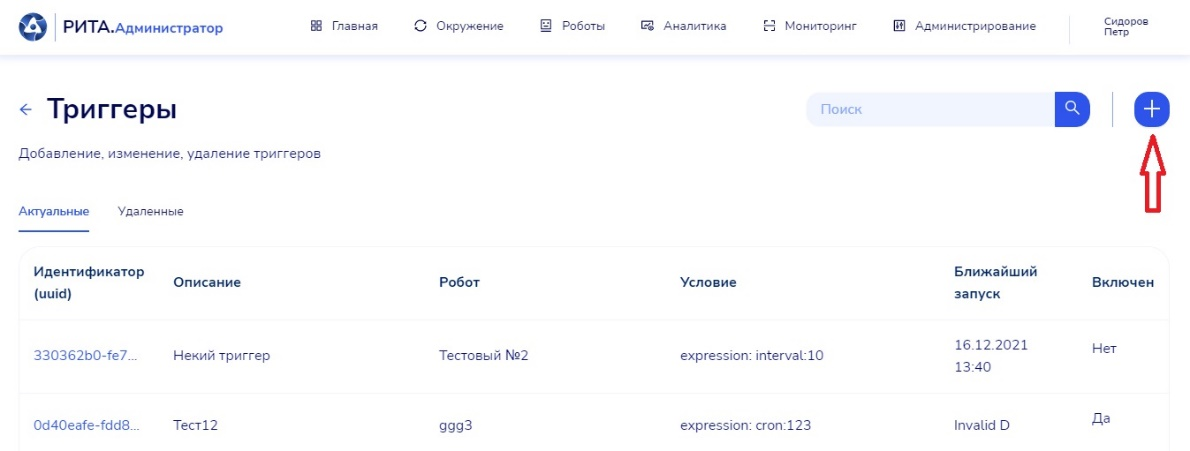 РИТА.Администратор
Главная
Окружение
Роботы
Аналитика
Мониторинг
Администрирование
Сидоров
Петр
Триггеры
Поиск
Добавление, изменение, удаление триггеров
Актуальные
Удаленные
Идентификатор
(uuid)
Описание
Робот
Условие
Ближайший
запуск
Включен
330362b0-fe7...
Некий триггер
Тестовый №2
expression: interval:10
16.12.2021
13:40
Нет
0d40eafe-fdd8...
Тест12
ggg3
expression: cron:123
Invalid D
Да